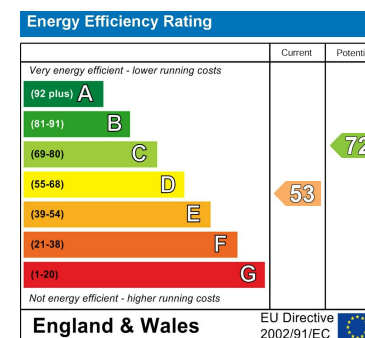 Energy Efficiency Rating
Current Potenti
Very energy efficient - lower running costs
(92 plus) A
(81-91) B
(69-80) C
72
(55-68) D
53
(39-54) E
(21-38) F
(1-20) G
Not energy efficient - higher running costs
England & Wales
EU Directive
2002/91/EC